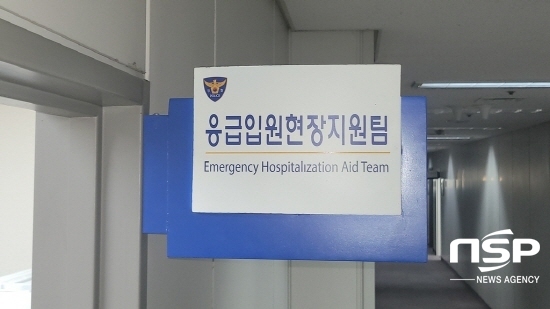 응급입원현장지원팀
Emergency Hospitalization Aid Team
NSP
NEWS AGENCY